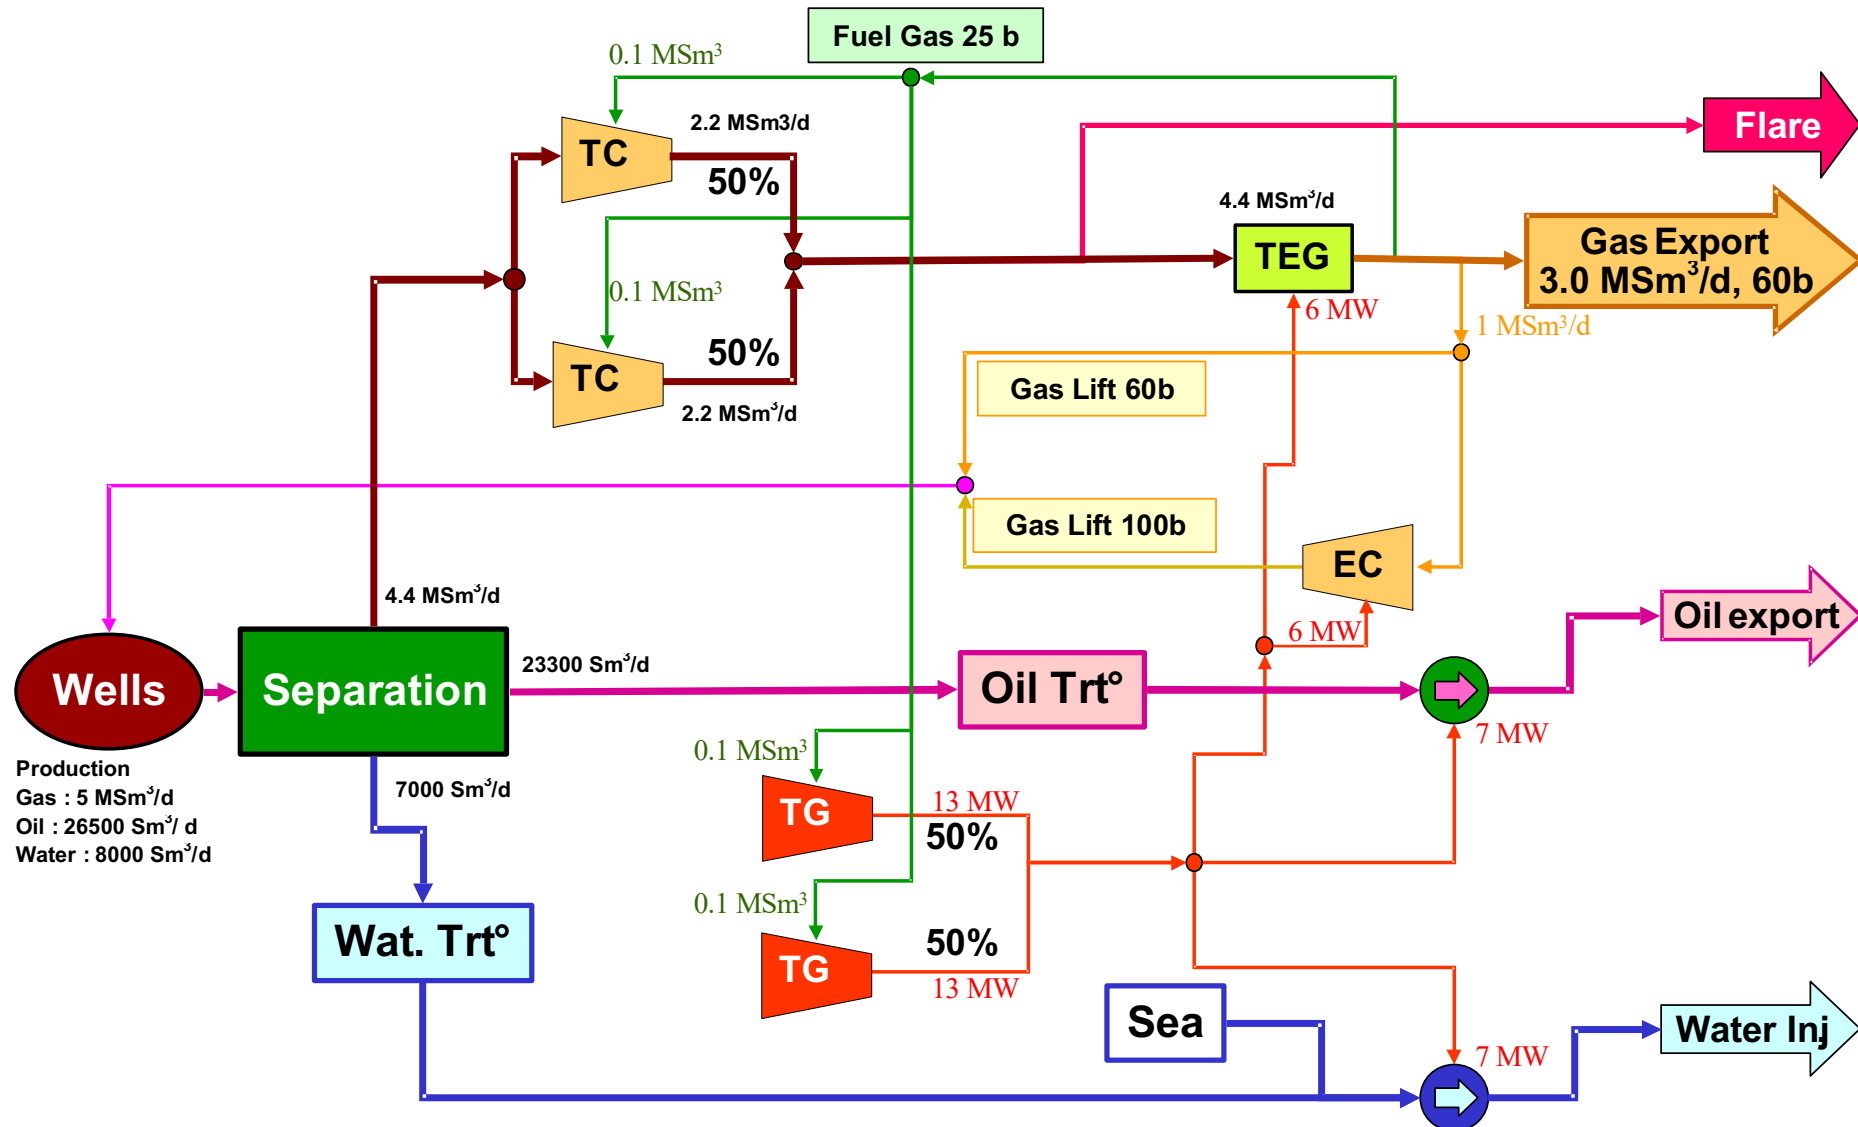 Fuel Gas 25 b
0.1 MSm³
2.2 MSm3/d
TC
50%
Flare
4.4 MSm³/d
TEG
Gas Export
3.0 MSm³/d, 60b
0.1 MSm³
6 MW
1 MSm³/d
50%
TC
2.2 MSm³/d
Gas Lift 60b
Gas Lift 100b
EC
4.4 MSm³/d
6 MW
Oil export
23300 Sm³/d
Wells
Separation
Oil Trt°
7 MW
Production
Gas : 5 MSm³/d
Oil : 26500 Sm³/ d
Water : 8000 Sm³/d
7000 Sm³/d
0.1 MSm³
TG
13 MW
50%
0.1 MSm³
Wat. Trt°
50%
TG
13 MW
Sea
Water Inj
7 MW